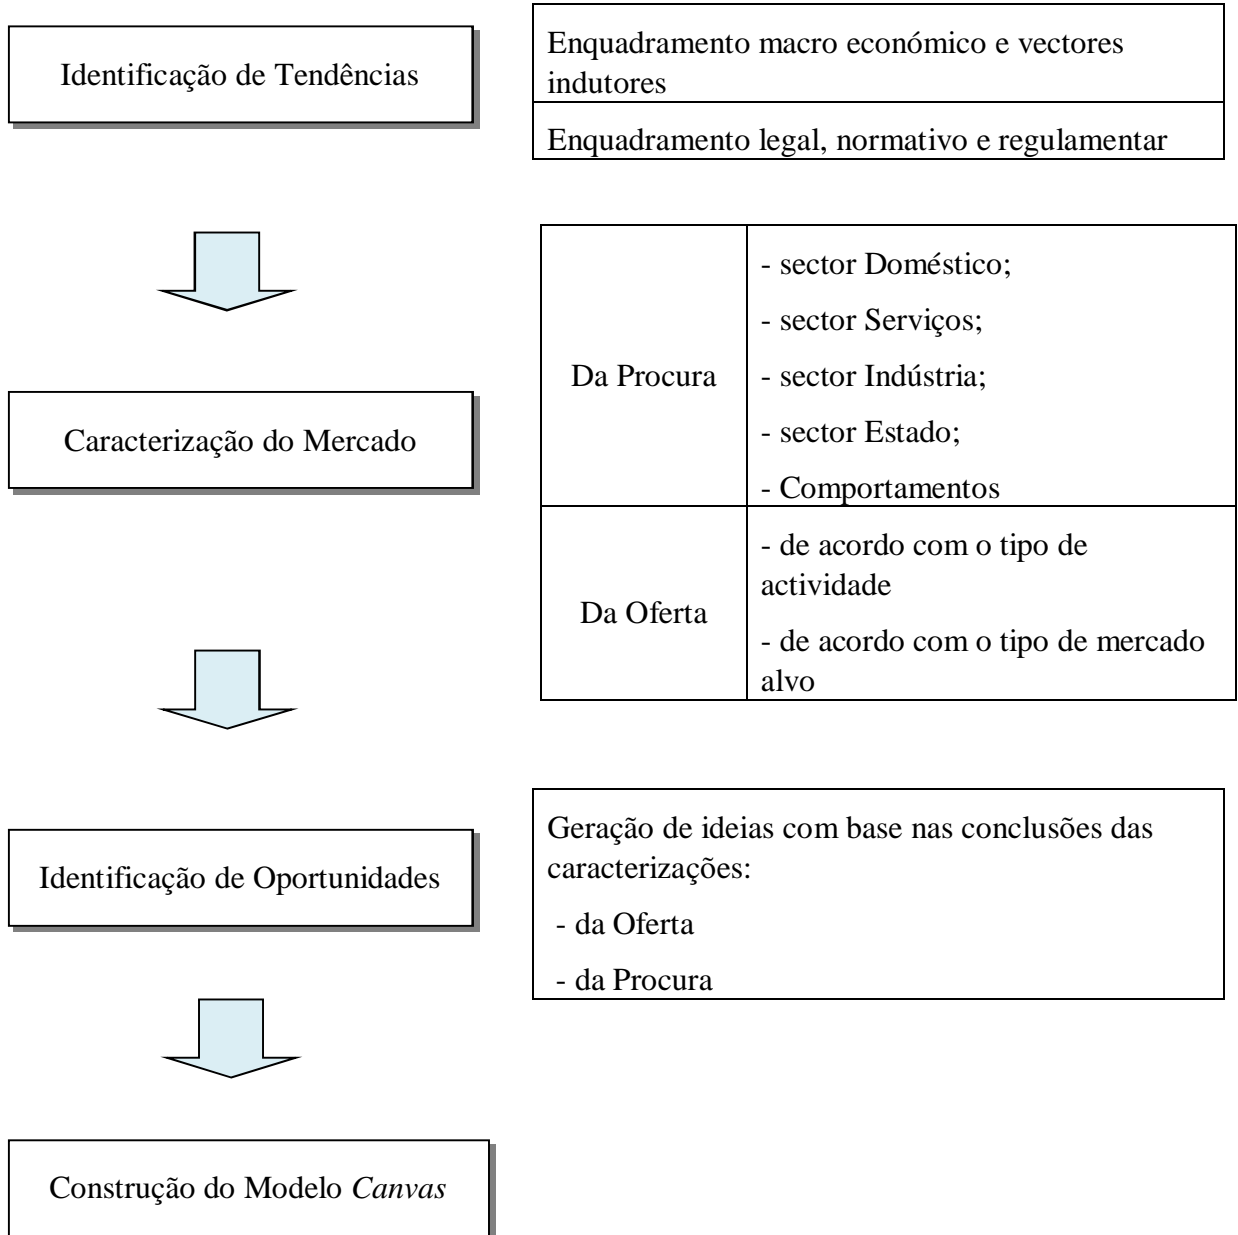 Identificação de Tendências
Enquadramento macro económico e vectores
indutores
Enquadramento legal, normativo e regulamentar
Caracterização do Mercado
Da Procura
- sector Doméstico;
- sector Serviços;
- sector Indústria;
- sector Estado;
- Comportamentos
Da Oferta
- de acordo com o tipo de
actividade
- de acordo com o tipo de mercado
alvo
Identificação de Oportunidades
Geração de ideias com base nas conclusões das
caracterizações:
- da Oferta
- da Procura
Construção do Modelo Canvas